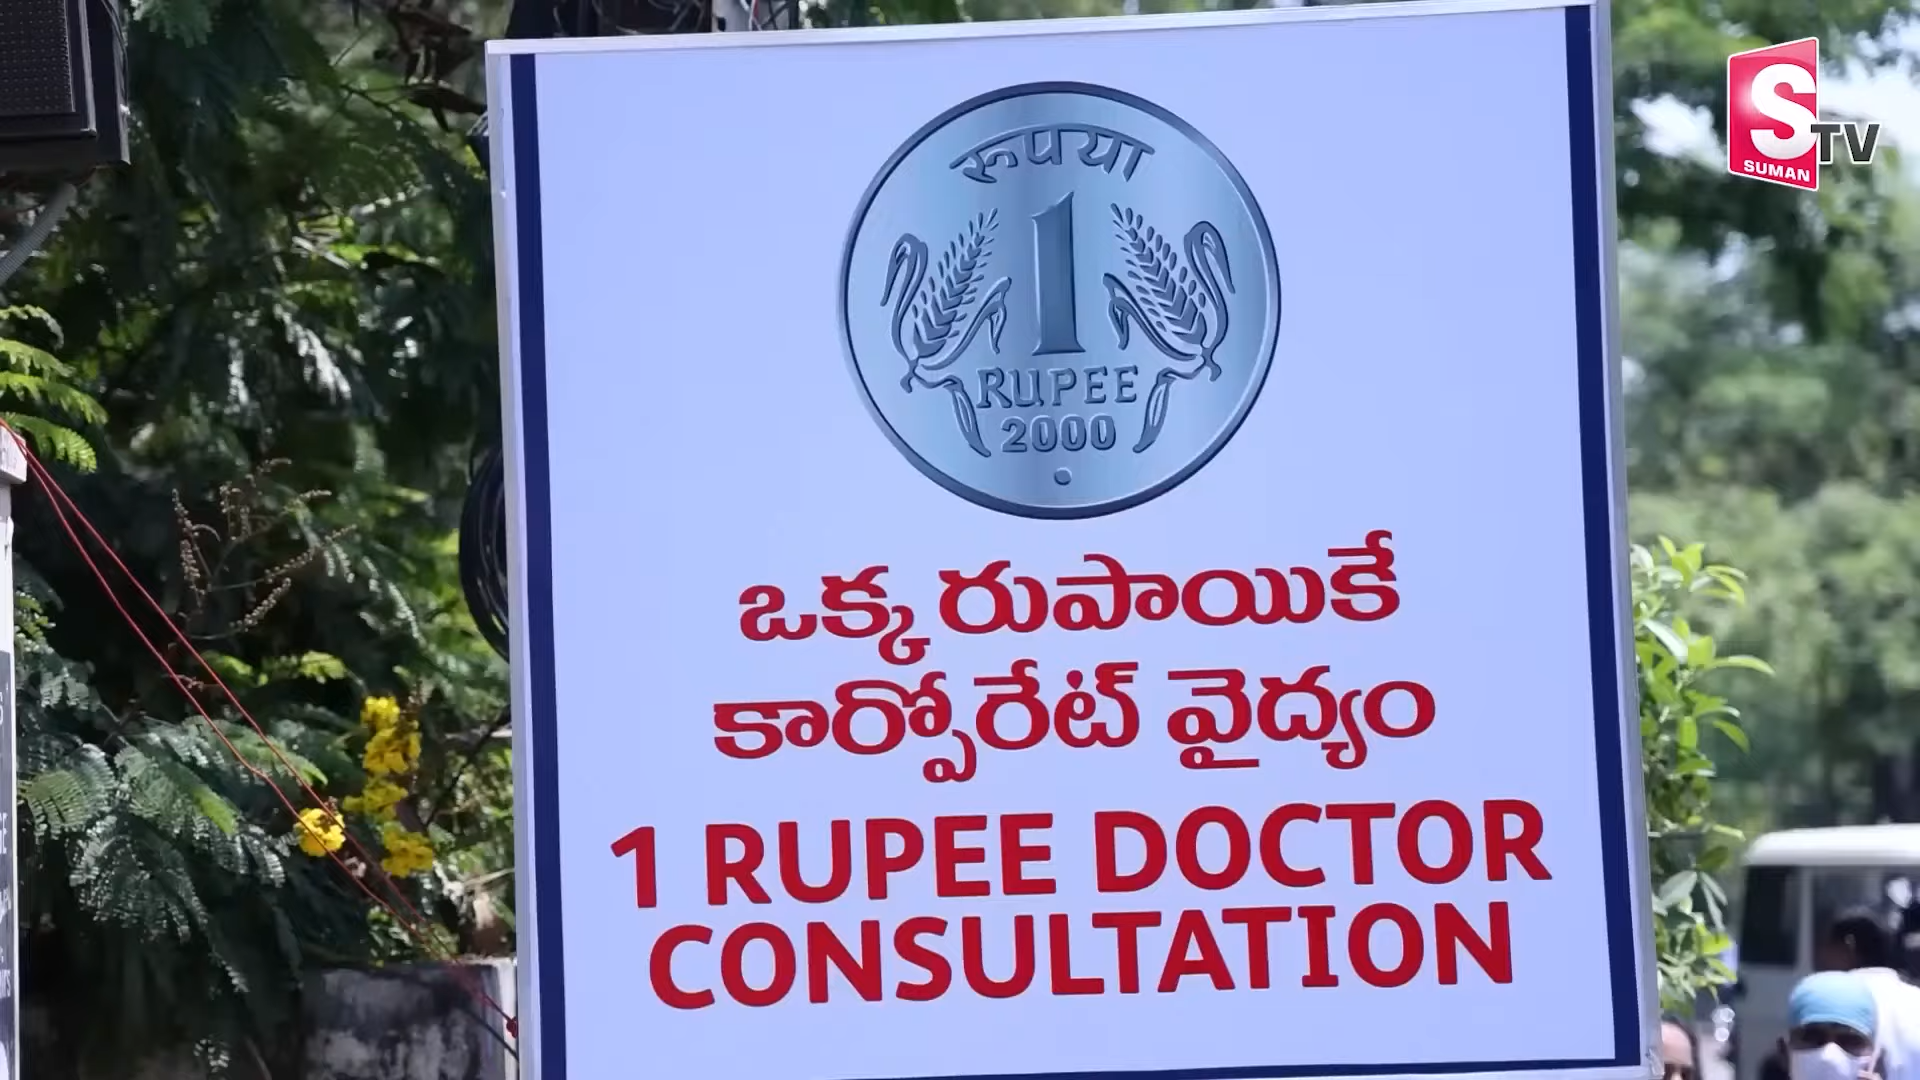 रुपया
1
RUPEE
2000
ఒక్క రుపాయికే
కార్పోరేట్ వైద్యం
1 RUPEE DOCTOR
CONSULTATION
S TV
SUMAN